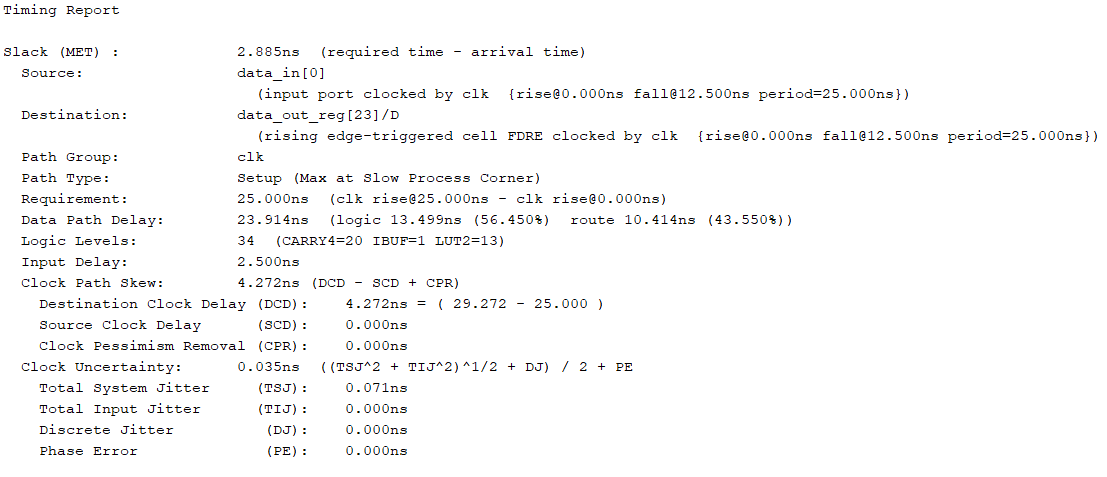 Timing Report
Slack (MET) : 2.885ns (required time - arrival time)
Source: data_in[0]
(input port clocked by clk {rise@0.000ns fall@12.500ns period=25.000ns})
Destination: data_out_reg[23]/D
(rising edge-triggered cell FDRE clocked by clk {rise@0.000ns fall@12.500ns period=25.000ns})
Path Group: clk
Path Type: Setup (Max at Slow Process Corner)
Requirement: 25.000ns (clk rise@25.000ns - clk rise@0.000ns)
Data Path Delay: 23.914ns (logic 13.499ns (56.450%) route 10.414ns (43.550%))
Logic Levels: 34 (CARRY4=20 IBUF=1 LUT2=13)
Input Delay: 2.500ns
Clock Path Skew: 4.272ns (DCD - SCD + CPR)
Destination Clock Delay (DCD): 4.272ns = ( 29.272 - 25.000 )
Source Clock Delay (SCD): 0.000ns
Clock Pessimism Removal (CPR): 0.000ns
Clock Uncertainty: 0.035ns ((TSJ^2 + TIJ^2)^1/2 + DJ) / 2 + PE
Total System Jitter (TSJ): 0.071ns
Total Input Jitter (TIJ): 0.000ns
Discrete Jitter (DJ): 0.000ns
Phase Error (PE): 0.000ns